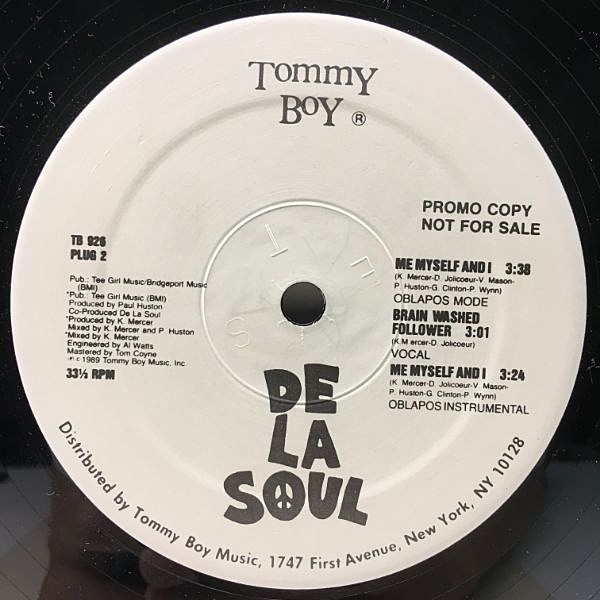 TOMMY
BOY ®
PROMO COPY
NOT FOR SALE
TB 926
PLUG 2
Pub.: Tee Girl Music/Bridgeport Music
(BMI)
*Pub.: Tee Girl Music (BMI)
Produced by Paul Huston
Co-Produced De La Soul
*Produced by K. Mercer
Mixed by K. Mercer and P. Huston
*Mixed by K. Mercer
Engineered by Al Watts
Mastered by Tom Coyne
℗ © 1989 Tommy Boy Music, Inc.
33⅓ RPM
ME MYSELF AND I 3:38
(K. Mercer-D. Jolicoeur-V. Mason-
P. Huston-G. Clinton-P. Wynn)
OBLAPOS MODE
BRAIN WASHED
FOLLOWER 3:01
(K.Mercer-D. Jolicoeur)
VOCAL
ME MYSELF AND I 3:24
(K. Mercer-D. Jolicoeur-V. Mason-
P. Huston-G. Clinton-P. Wynn)
OBLAPOS INSTRUMENTAL
DE
LA
SOUL
Distributed by Tommy Boy Music, 1747 First Avenue, New York, NY 10128